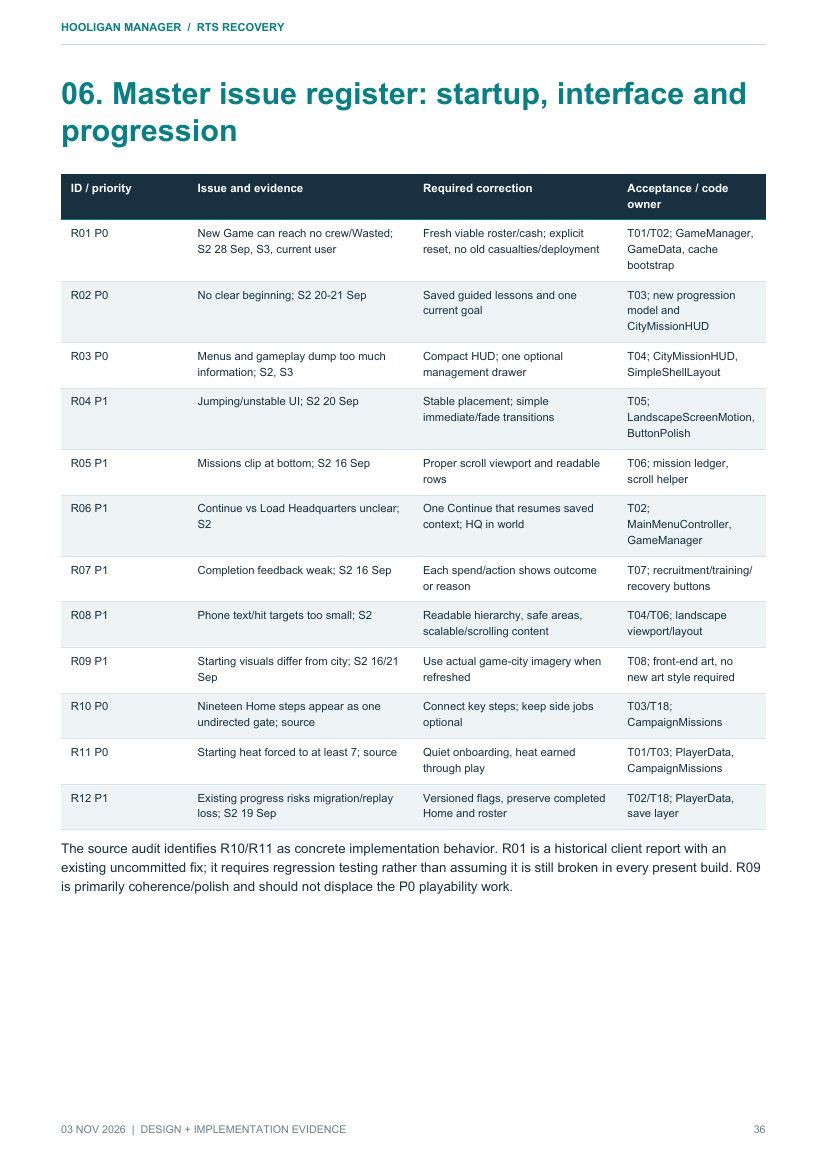 HOOLIGAN MANAGER / RTS RECOVERY
06. Master issue register: startup, interface and
progression
ID / priority
Issue and evidence
Required correction
Acceptance / code
owner
R01 P0
New Game can reach no crew/Wasted;
S2 28 Sep, S3, current user
Fresh viable roster/cash; explicit
reset, no old casualties/deployment
T01/T02; GameManager,
GameData, cache
bootstrap
R02 P0
No clear beginning; S2 20-21 Sep
Saved guided lessons and one
current goal
T03; new progression
model and
CityMissionHUD
R03 P0
Menus and gameplay dump too much
information; S2, S3
Compact HUD; one optional
management drawer
T04; CityMissionHUD,
SimpleShellLayout
R04 P1
Jumping/unstable UI; S2 20 Sep
Stable placement; simple
immediate/fade transitions
T05;
LandscapeScreenMotion,
ButtonPolish
R05 P1
Missions clip at bottom; S2 16 Sep
Proper scroll viewport and readable
rows
T06; mission ledger,
scroll helper
R06 P1
Continue vs Load Headquarters unclear;
S2
One Continue that resumes saved
context; HQ in world
T02;
MainMenuController,
GameManager
R07 P1
Completion feedback weak; S2 16 Sep
Each spend/action shows outcome
or reason
T07; recruitment/training/
recovery buttons
R08 P1
Phone text/hit targets too small; S2
Readable hierarchy, safe areas,
scalable/scrolling content
T04/T06; landscape
viewport/layout
R09 P1
Starting visuals differ from city; S2 16/21
Sep
Use actual game-city imagery when
refreshed
T08; front-end art, no
new art style required
R10 P0
Nineteen Home steps appear as one
undirected gate; source
Connect key steps; keep side jobs
optional
T03/T18;
CampaignMissions
R11 P0
Starting heat forced to at least 7; source
Quiet onboarding, heat earned
through play
T01/T03; PlayerData,
CampaignMissions
R12 P1
Existing progress risks migration/replay
loss; S2 19 Sep
Versioned flags, preserve completed
Home and roster
T02/T18; PlayerData,
save layer
The source audit identifies R10/R11 as concrete implementation behavior. R01 is a historical client report with an
existing uncommitted fix; it requires regression testing rather than assuming it is still broken in every present build. R09
is primarily coherence/polish and should not displace the P0 playability work.
03 NOV 2026 | DESIGN + IMPLEMENTATION EVIDENCE
36